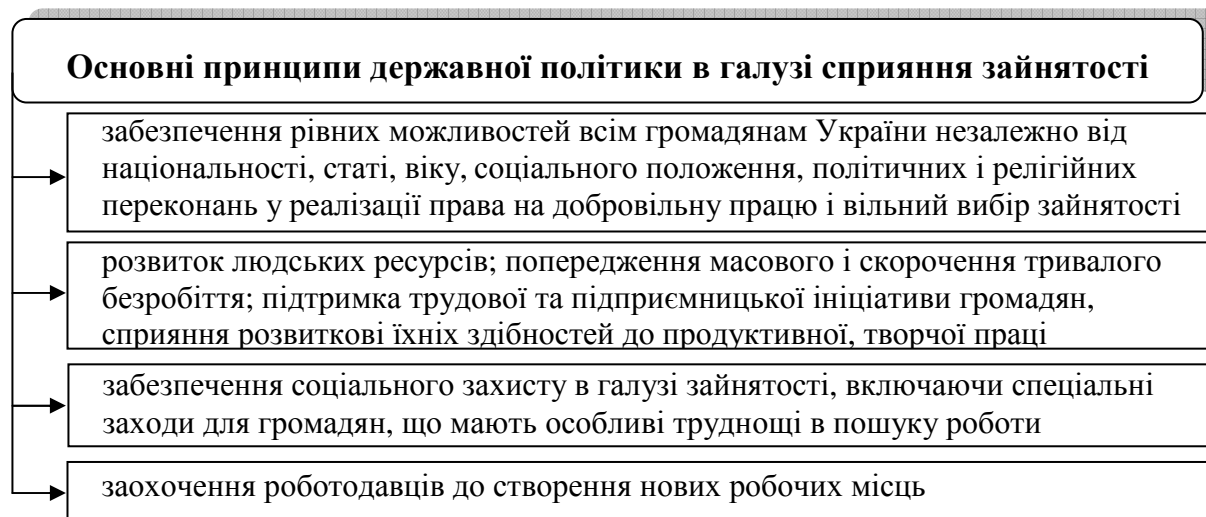 Основні принципи державної політики в галузі сприяння зайнятості
забезпечення рівних можливостей всім громадянам України незалежно від
національності, статі, віку, соціального положення, політичних і релігійних
переконань у реалізації права на добровільну працю і вільний вибір зайнятості
розвиток людських ресурсів; попередження масового і скорочення тривалого
безробіття; підтримка трудової та підприємницької ініціативи громадян,
сприяння розвиткові їхніх здібностей до продуктивної, творчої праці
забезпечення соціального захисту в галузі зайнятості, включаючи спеціальні
заходи для громадян, що мають особливі труднощі в пошуку роботи
заохочення роботодавців до створення нових робочих місць